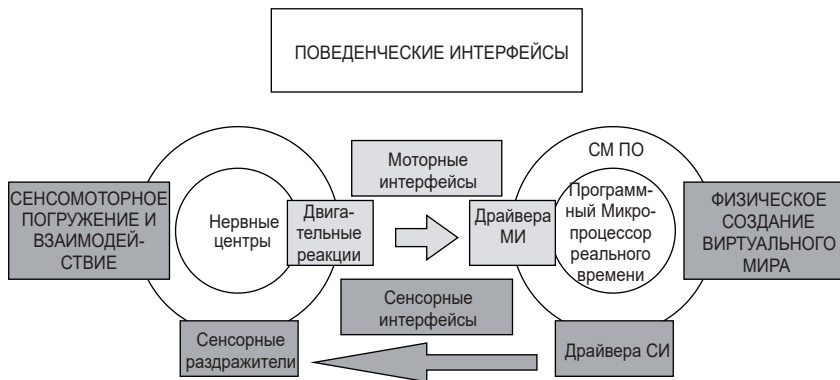 ПОВЕДЕНЧЕСКИЕ ИНТЕРФЕЙСЫ
СЕНСОМОТОРНОЕ
ПОГРУЖЕНИЕ И
ВЗАИМОДЕЙ-
СТВИЕ
Нервные
центры
Двига-
тельные
реакции
Моторные
интерфейсы
Сенсорные
интерфейсы
Сенсорные
раздражители
СМ ПО
Драйвера
МИ
Программ-
ный Микро-
процессор
реального
времени
ФИЗИЧЕСКОЕ
СОЗДАНИЕ
ВИРТУАЛЬНОГО
МИРА
Драйвера СИ